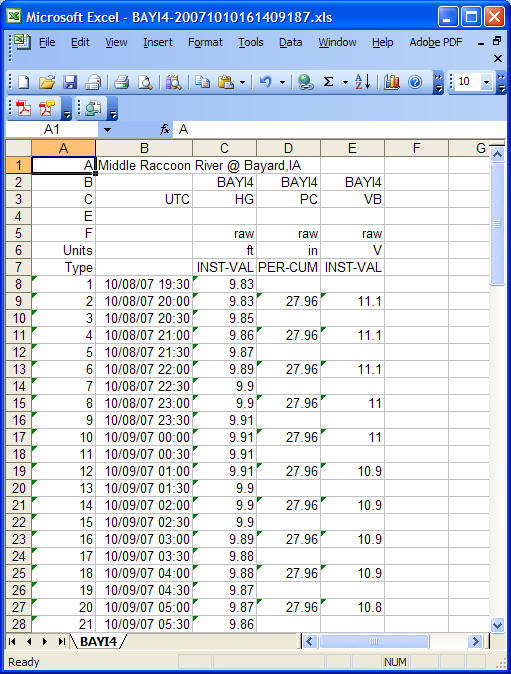 Microsoft Excel - BAYI4-20071010161409187.xls
File Edit View Insert Format Tools Data Window Help Adobe PDF
Σ A Z 10
A1 fx A
A B C D E F G
1 A Middle Raccoon River @ Bayard,IA
2 B BAYI4 BAYI4 BAYI4
3 C UTC HG PC VB
4 E
5 F raw raw raw
6 Units ft in V
7 Type INST-VAL PER-CUM INST-VAL
8 1 10/08/07 19:30 9.83
9 2 10/08/07 20:00 9.83 27.96 11.1
10 3 10/08/07 20:30 9.85
11 4 10/08/07 21:00 9.86 27.96 11.1
12 5 10/08/07 21:30 9.87
13 6 10/08/07 22:00 9.89 27.96 11.1
14 7 10/08/07 22:30 9.9
15 8 10/08/07 23:00 9.9 27.96 11
16 9 10/08/07 23:30 9.91
17 10 10/09/07 00:00 9.91 27.96 11
18 11 10/09/07 00:30 9.91
19 12 10/09/07 01:00 9.91 27.96 10.9
20 13 10/09/07 01:30 9.9
21 14 10/09/07 02:00 9.9 27.96 10.9
22 15 10/09/07 02:30 9.9
23 16 10/09/07 03:00 9.89 27.96 10.9
24 17 10/09/07 03:30 9.88
25 18 10/09/07 04:00 9.88 27.96 10.9
26 19 10/09/07 04:30 9.87
27 20 10/09/07 05:00 9.87 27.96 10.8
28 21 10/09/07 05:30 9.86
BAYI4
Ready NUM